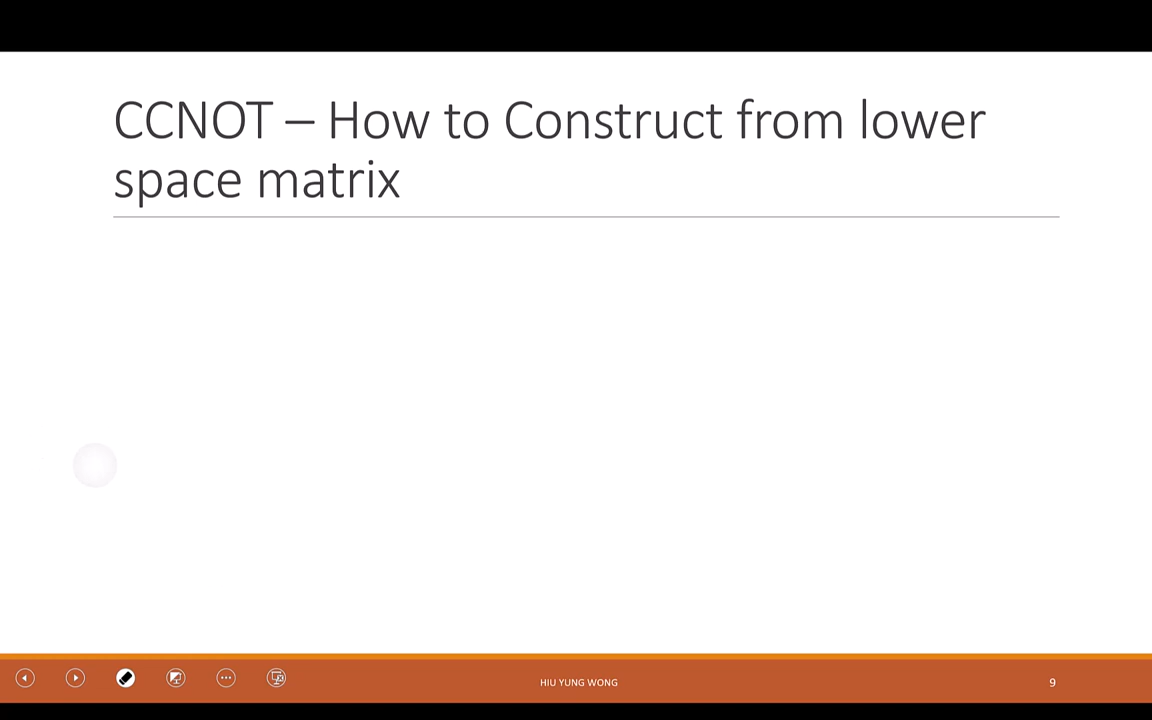 CCNOT – How to Construct from lower
space matrix
HIU YUNG WONG
9